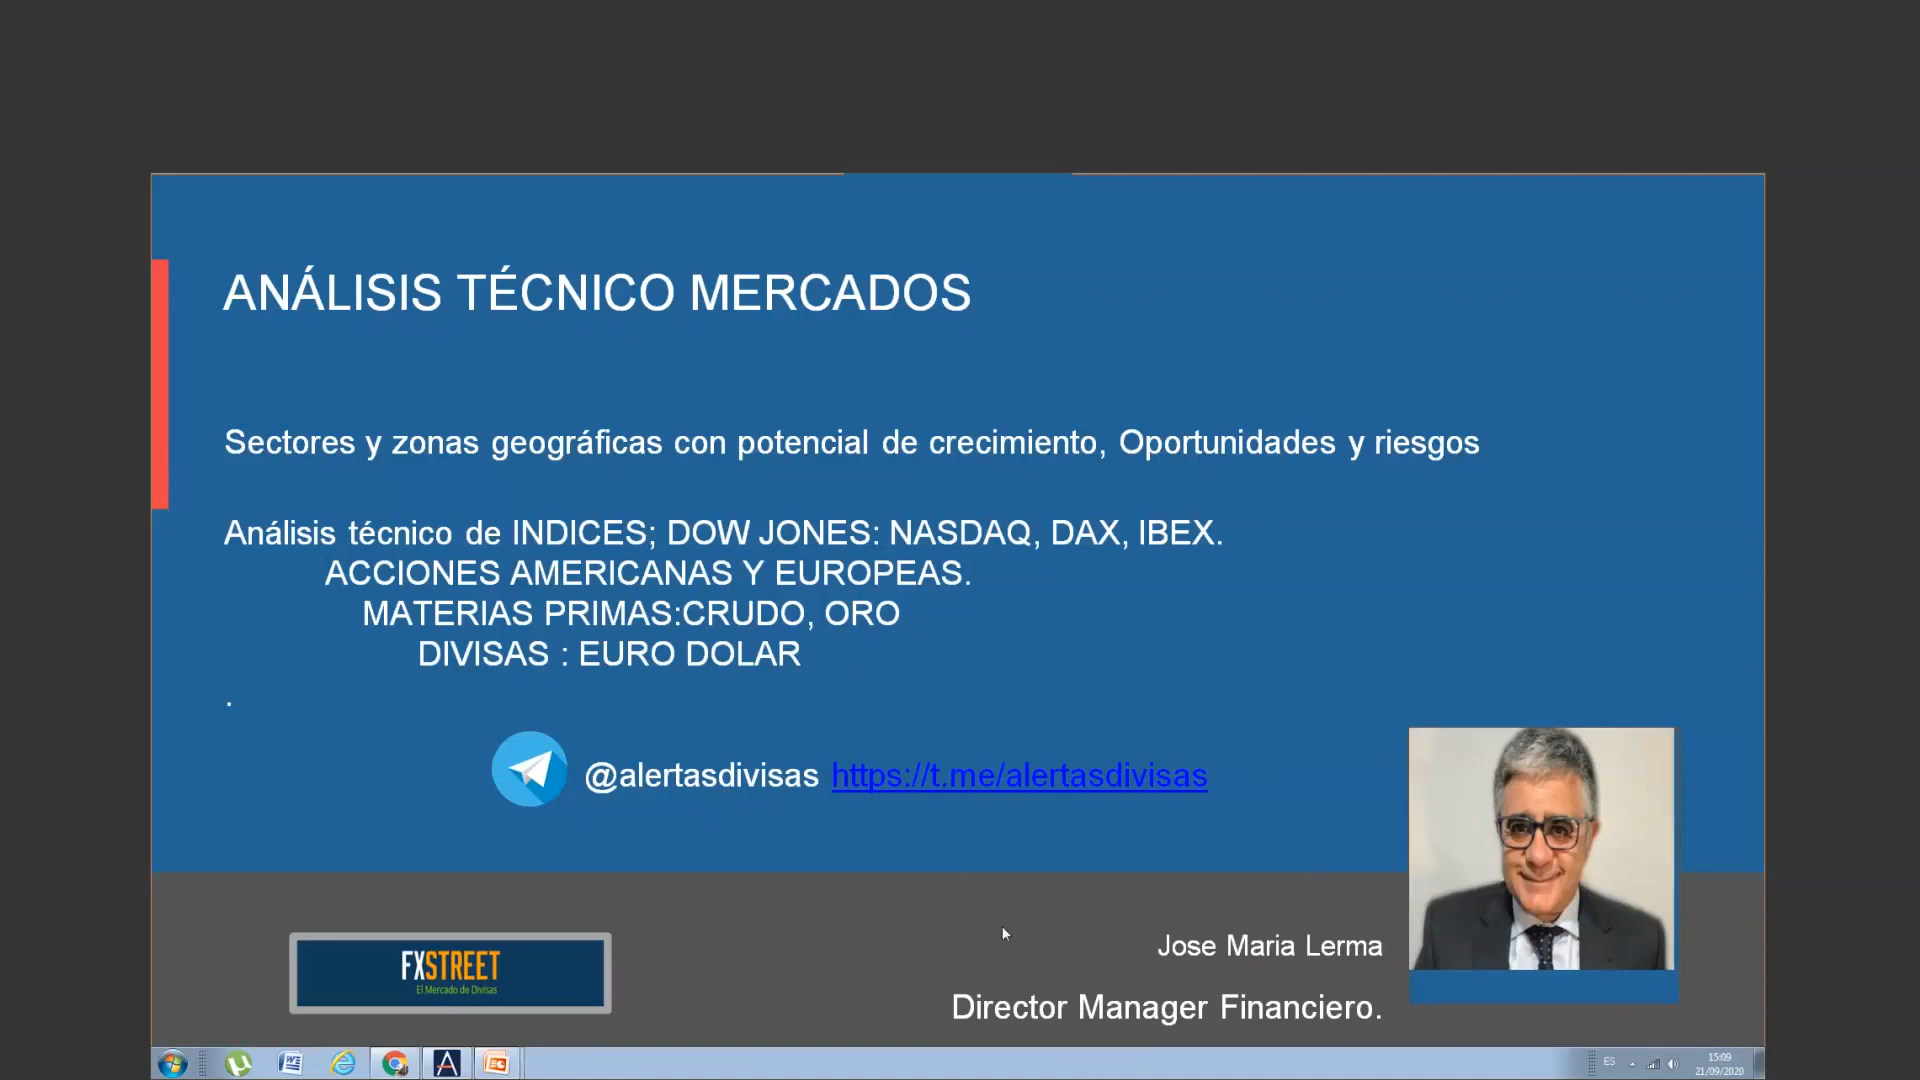 ANÁLISIS TÉCNICO MERCADOS
Sectores y zonas geográficas con potencial de crecimiento, Oportunidades y riesgos
Análisis técnico de INDICES; DOW JONES: NASDAQ, DAX, IBEX.
ACCIONES AMERICANAS Y EUROPEAS.
MATERIAS PRIMAS:CRUDO, ORO
DIVISAS : EURO DOLAR
.
@alertasdivisas https://t.me/alertasdivisas
Jose Maria Lerma
FXSTREET
El Mercado de Divisas
Director Manager Financiero.
ES
15:09
21/09/2020